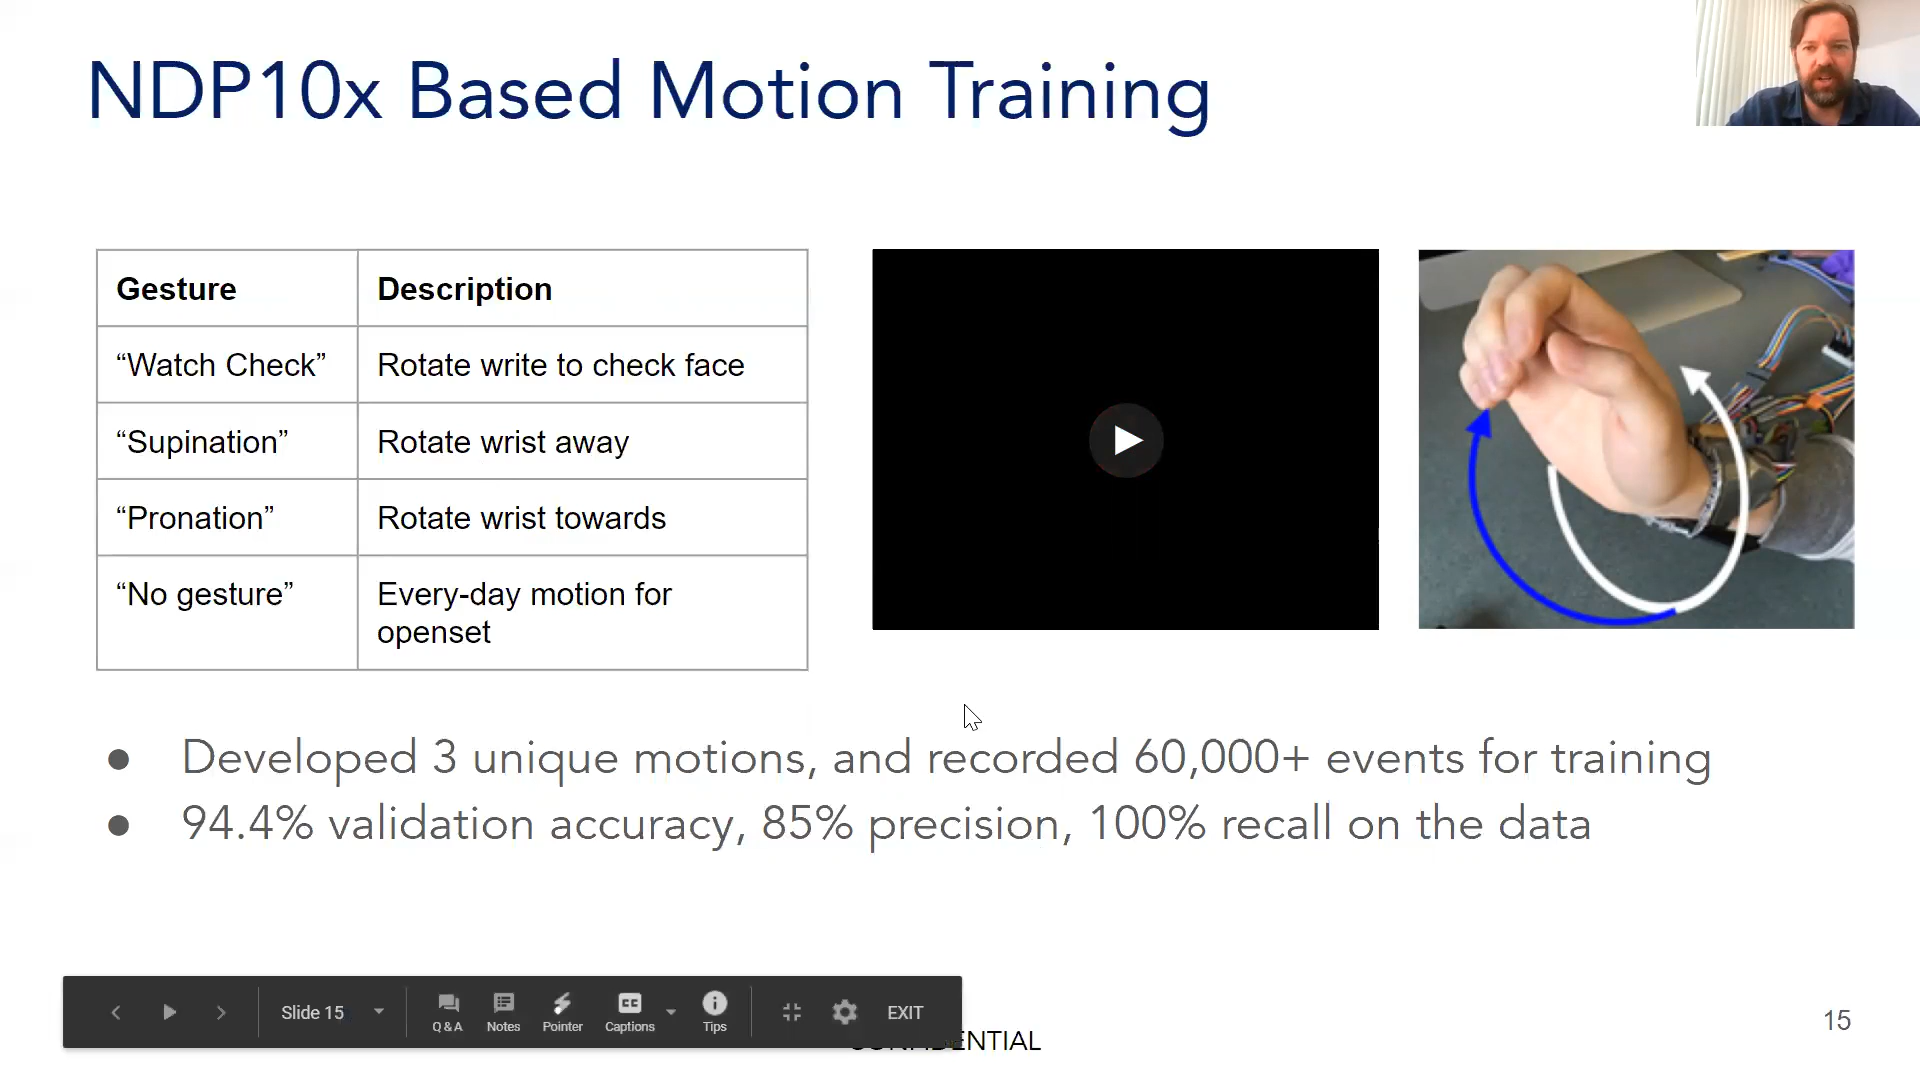 NDP10x Based Motion Training
Gesture Description
“Watch Check” Rotate write to check face
“Supination” Rotate wrist away
“Pronation” Rotate wrist towards
“No gesture” Every-day motion for
openset
● Developed 3 unique motions, and recorded 60,000+ events for training
● 94.4% validation accuracy, 85% precision, 100% recall on the data
Slide 15
Q & A Notes Pointer Captions Tips EXIT
CC
CONFIDENTIAL
15